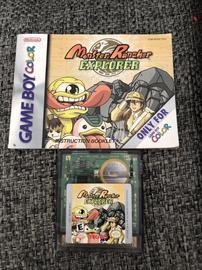 GAME BOY COLOR
Monster Rancher
EXPLORER
ONLY FOR
COLOR
INSTRUCTION BOOKLET
Monster Rancher
EXPLORER
E